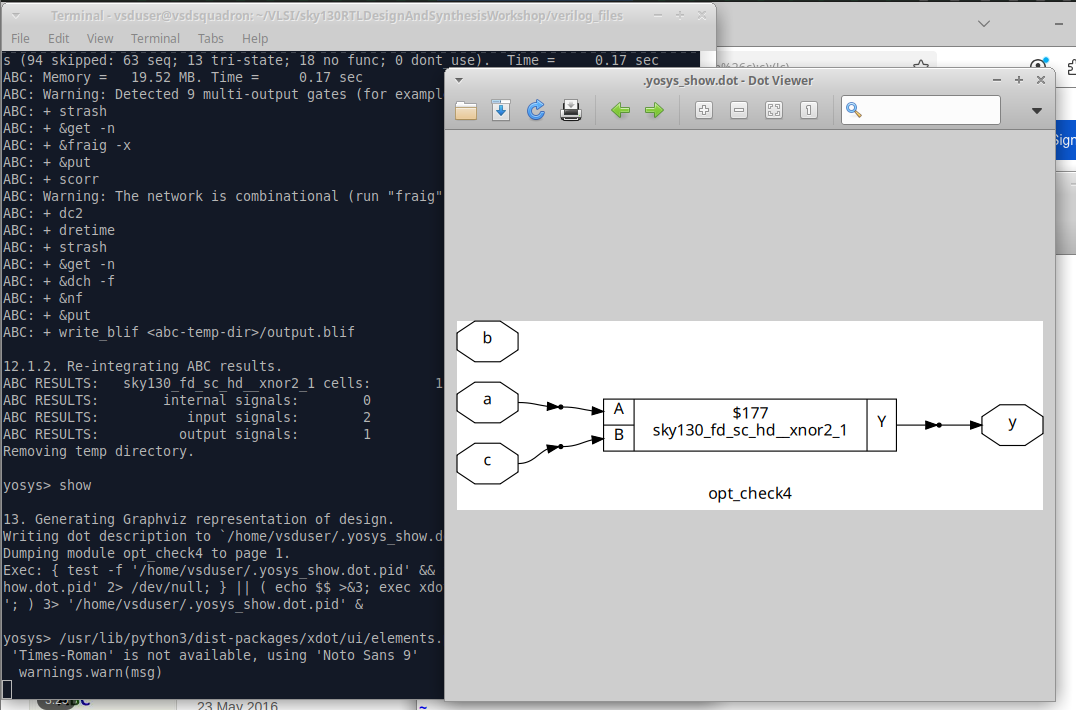 Terminal - vsduser@vsdsquadron: ~/VLSI/sky130RTLDesignAndSynthesisWorkshop/verilog_files
File Edit View Terminal Tabs Help
s (94 skipped: 63 seq; 13 tri-state; 18 no func; 0 dont_use).  Time =     0.17 sec
ABC: Memory =   19.52 MB. Time =     0.17 sec
ABC: Warning: Detected 9 multi-output gates (for exampl
ABC: + strash
ABC: + &get -n
ABC: + &fraig -x
ABC: + &put
ABC: + scorr
ABC: Warning: The network is combinational (run "fraig"
ABC: + dc2
ABC: + dretime
ABC: + strash
ABC: + &get -n
ABC: + &dch -f
ABC: + &nf
ABC: + &put
ABC: + write_blif <abc-temp-dir>/output.blif
12.1.2. Re-integrating ABC results.
ABC RESULTS:   sky130_fd_sc_hd__xnor2_1 cells:        1
ABC RESULTS:        internal signals:        0
ABC RESULTS:           input signals:        2
ABC RESULTS:          output signals:        1
Removing temp directory.
yosys> show
13. Generating Graphviz representation of design.
Writing dot description to `/home/vsduser/.yosys_show.d
Dumping module opt_check4 to page 1.
Exec: { test -f '/home/vsduser/.yosys_show.dot.pid' &&
how.dot.pid' 2> /dev/null; } || ( echo $$ >&3; exec xdo
'; ) 3> '/home/vsduser/.yosys_show.dot.pid' &
yosys> /usr/lib/python3/dist-packages/xdot/ui/elements.
'Times-Roman' is not available, using 'Noto Sans 9'
warnings.warn(msg)
.yosys_show.dot - Dot Viewer
1
b
a
c
A
B
$177
sky130_fd_sc_hd__xnor2_1
Y
y
opt_check4
Sign
23 May 2016
~